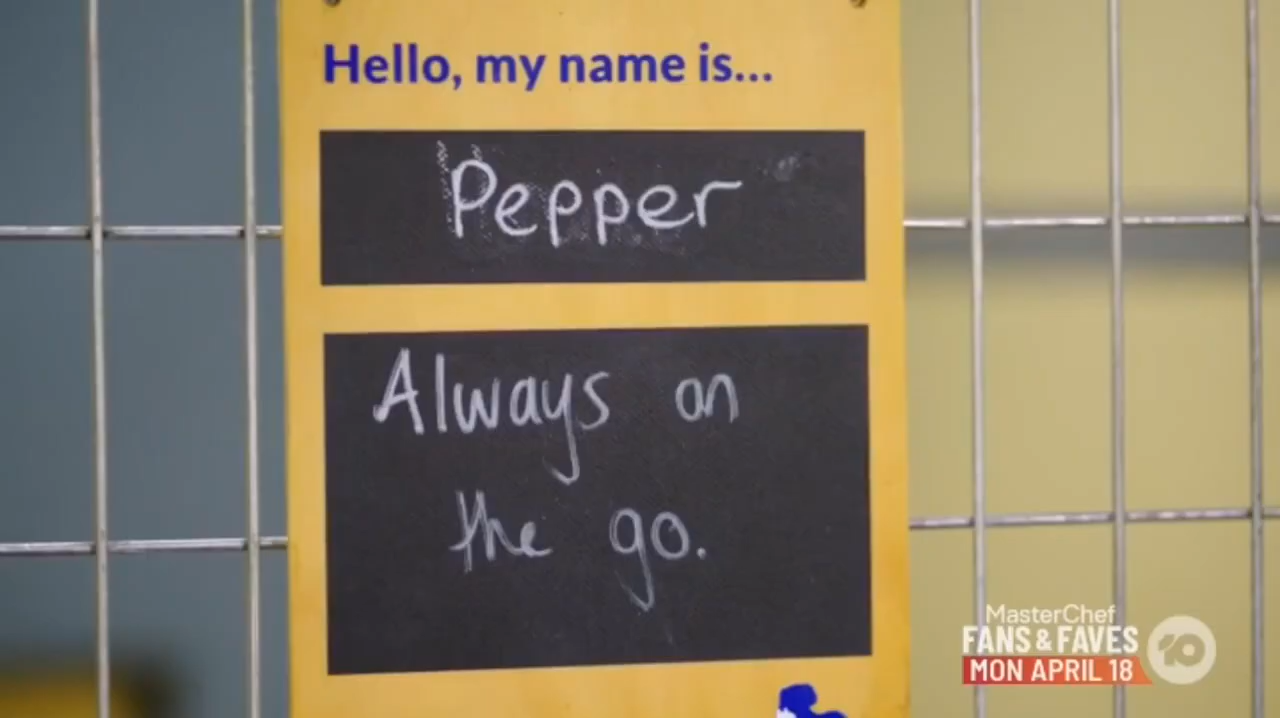 Hello, my name is...
Pepper
Always on
the go.
MasterChef
FANS & FAVES
MON APRIL 18
10